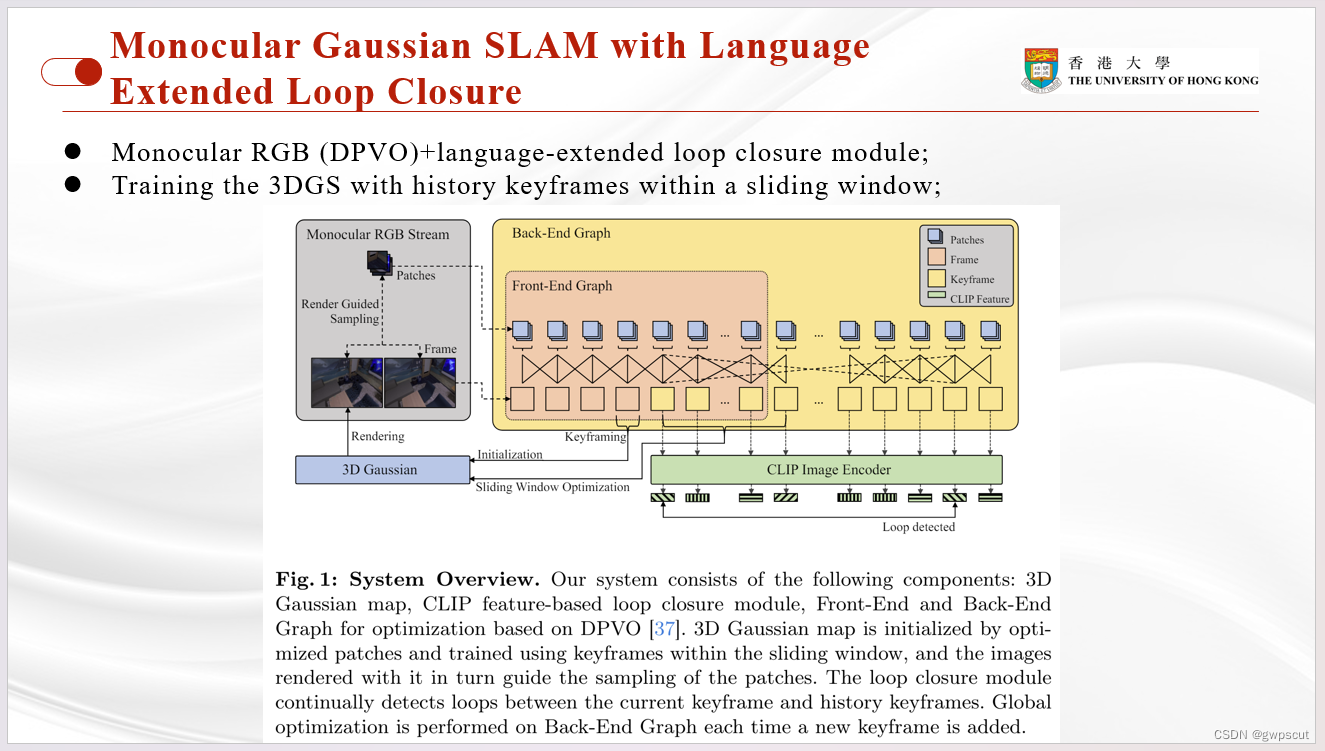 Monocular Gaussian SLAM with Language
Extended Loop Closure
香港大學
THE UNIVERSITY OF HONG KONG
● Monocular RGB (DPVO)+language-extended loop closure module;
● Training the 3DGS with history keyframes within a sliding window;
Monocular RGB Stream
Patches
Render Guided
Sampling
Frame
Rendering
3D Gaussian
Back-End Graph
Front-End Graph
Patches
Frame
Keyframe
CLIP Feature
...
...
...
...
Keyframing
Initialization
Sliding Window Optimization
CLIP Image Encoder
Loop detected
Fig. 1: System Overview. Our system consists of the following components: 3D
Gaussian map, CLIP feature-based loop closure module, Front-End and Back-End
Graph for optimization based on DPVO [37]. 3D Gaussian map is initialized by opti-
mized patches and trained using keyframes within the sliding window, and the images
rendered with it in turn guide the sampling of the patches. The loop closure module
continually detects loops between the current keyframe and history keyframes. Global
optimization is performed on Back-End Graph each time a new keyframe is added.
CSDN @gwpscut